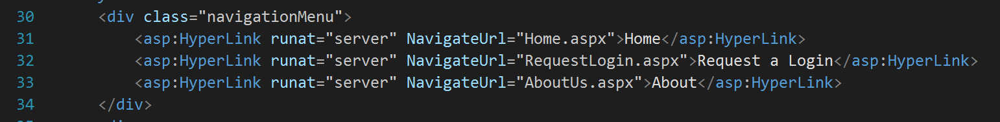 30 <div class="navigationMenu">
31 <asp:HyperLink runat="server" NavigateUrl="Home.aspx">Home</asp:HyperLink>
32 <asp:HyperLink runat="server" NavigateUrl="RequestLogin.aspx">Request a Login</asp:HyperLink>
33 <asp:HyperLink runat="server" NavigateUrl="AboutUs.aspx">About</asp:HyperLink>
34 </div>